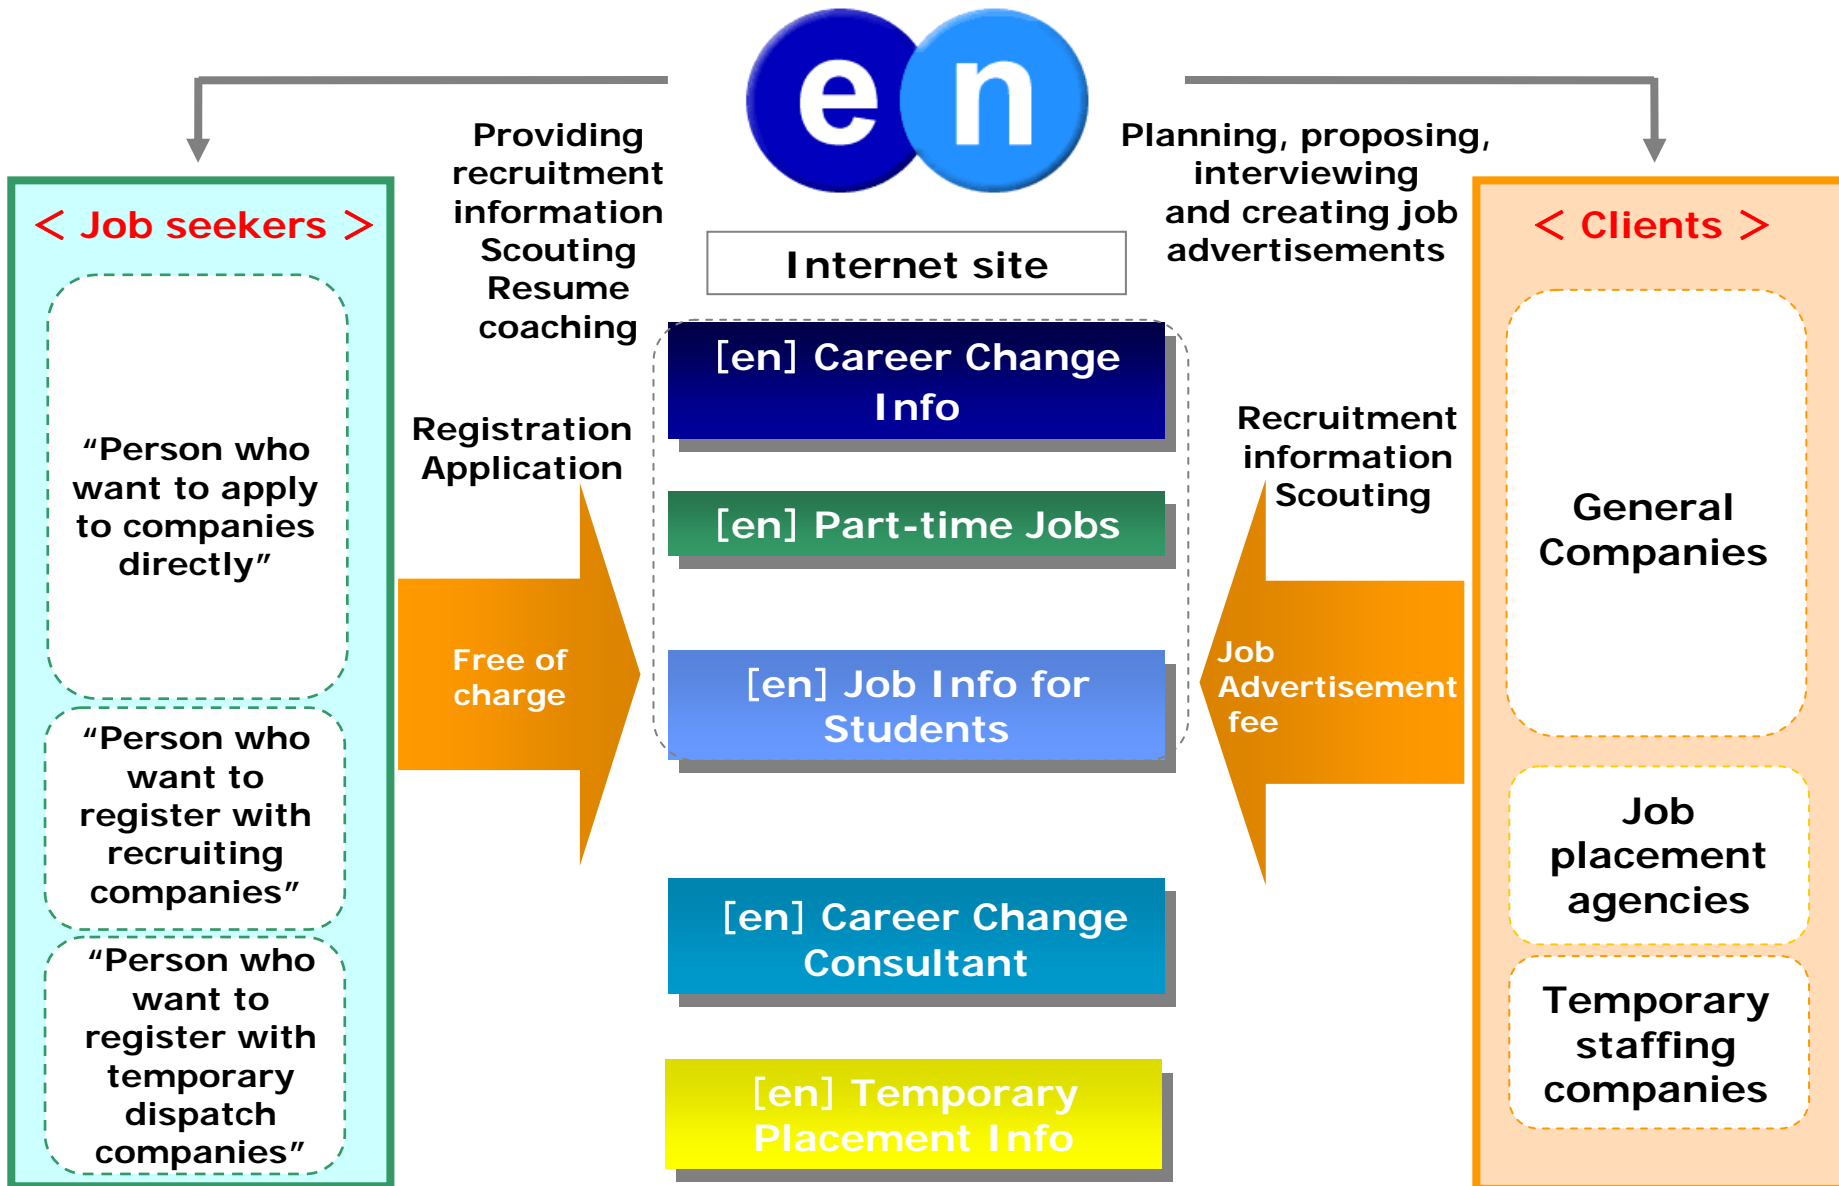 e n
Providing
recruitment
information
Scouting
Resume
coaching
Planning, proposing,
interviewing
and creating job
advertisements
< Job seekers >
“Person who
want to apply
to companies
directly”
“Person who
want to
register with
recruiting
companies”
“Person who
want to
register with
temporary
dispatch
companies”
Registration
Application
Free of
charge
Internet site
[en] Career Change
Info
[en] Part-time Jobs
[en] Job Info for
Students
[en] Career Change
Consultant
[en] Temporary
Placement Info
Recruitment
information
Scouting
Job
Advertisement
fee
< Clients >
General
Companies
Job
placement
agencies
Temporary
staffing
companies